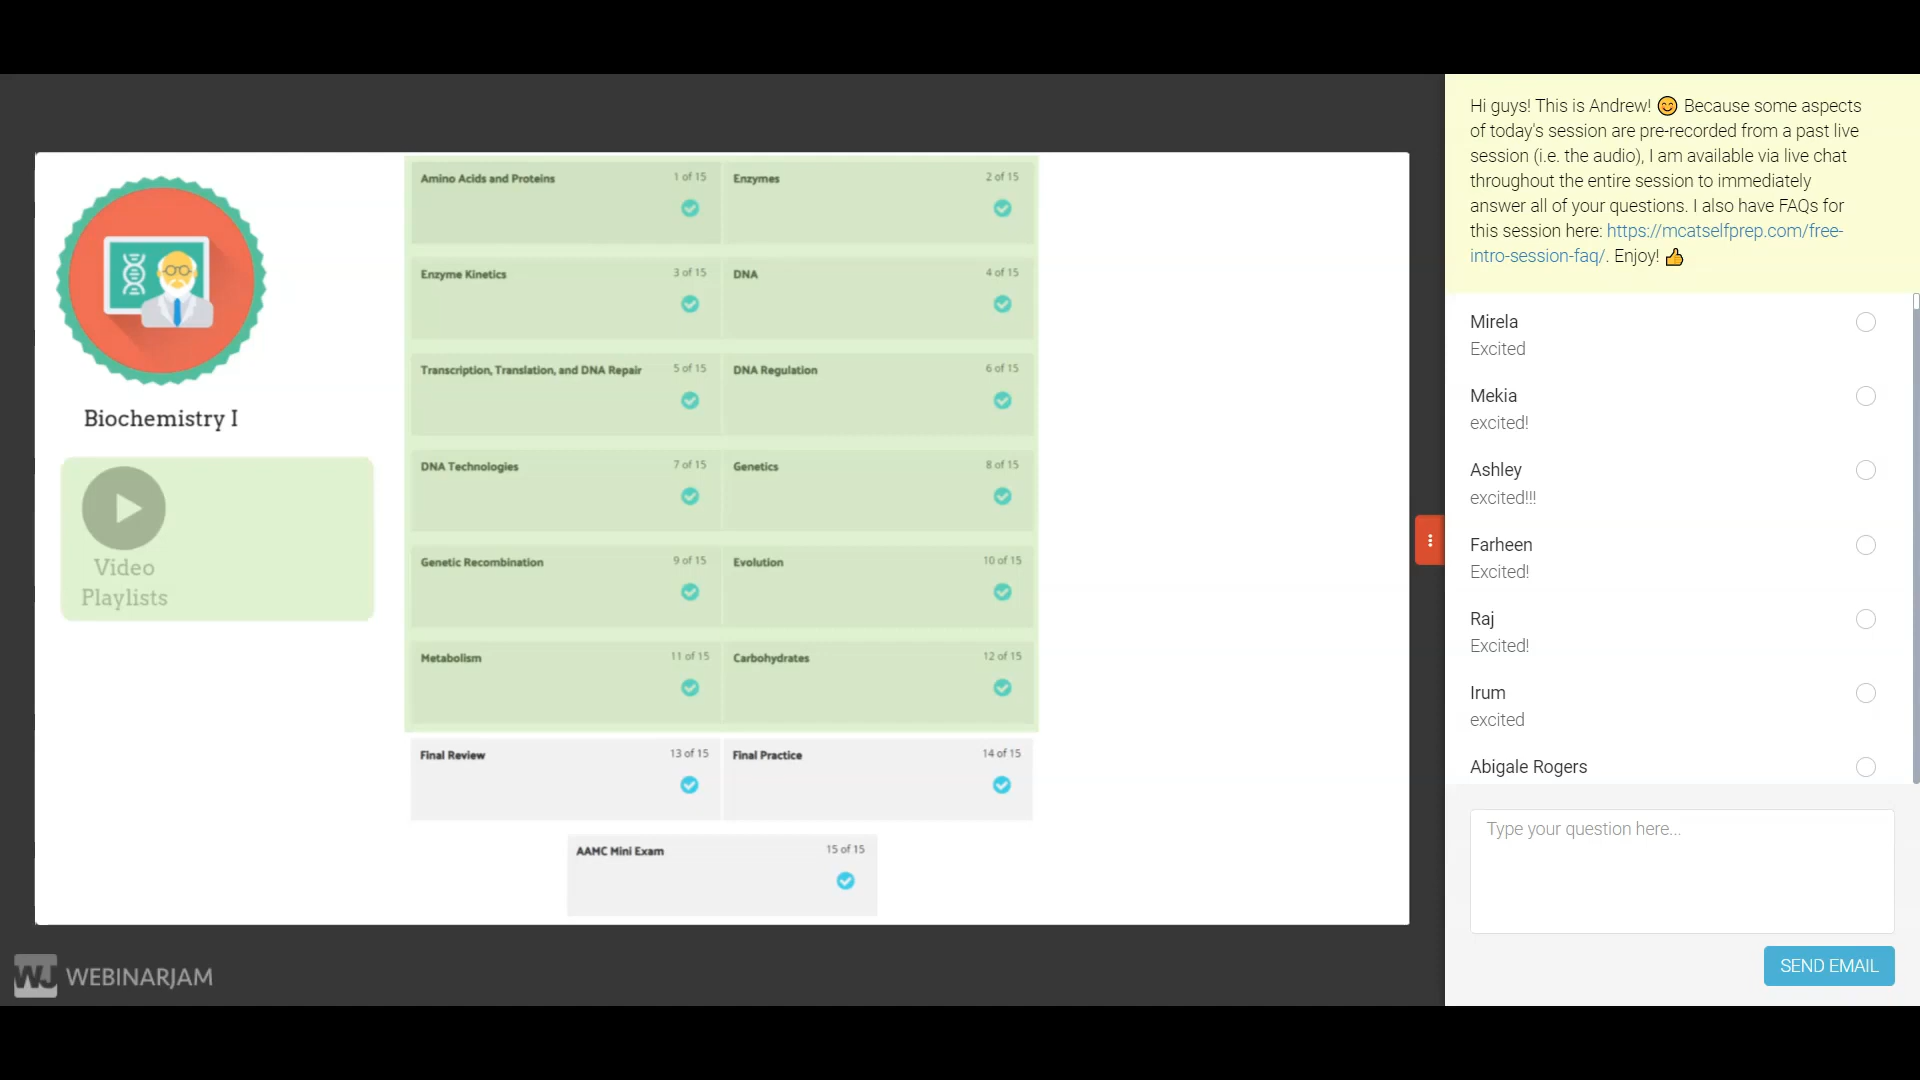 Biochemistry I
Video
Playlists
Amino Acids and Proteins 1 of 15
Enzymes 2 of 15
Enzyme Kinetics 3 of 15
DNA 4 of 15
Transcription, Translation, and DNA Repair 5 of 15
DNA Regulation 6 of 15
DNA Technologies 7 of 15
Genetics 8 of 15
Genetic Recombination 9 of 15
Evolution 10 of 15
Metabolism 11 of 15
Carbohydrates 12 of 15
Final Review 13 of 15
Final Practice 14 of 15
AAMC Mini Exam 15 of 15
WJ WEBINARJAM
Hi guys! This is Andrew! 😊 Because some aspects
of today's session are pre-recorded from a past live
session (i.e. the audio), I am available via live chat
throughout the entire session to immediately
answer all of your questions. I also have FAQs for
this session here: https://mcatselfprep.com/free-
intro-session-faq/. Enjoy! 👍
Mirela
Excited
Mekia
excited!
Ashley
excited!!!
Farheen
Excited!
Raj
Excited!
Irum
excited
Abigale Rogers
Type your question here...
SEND EMAIL